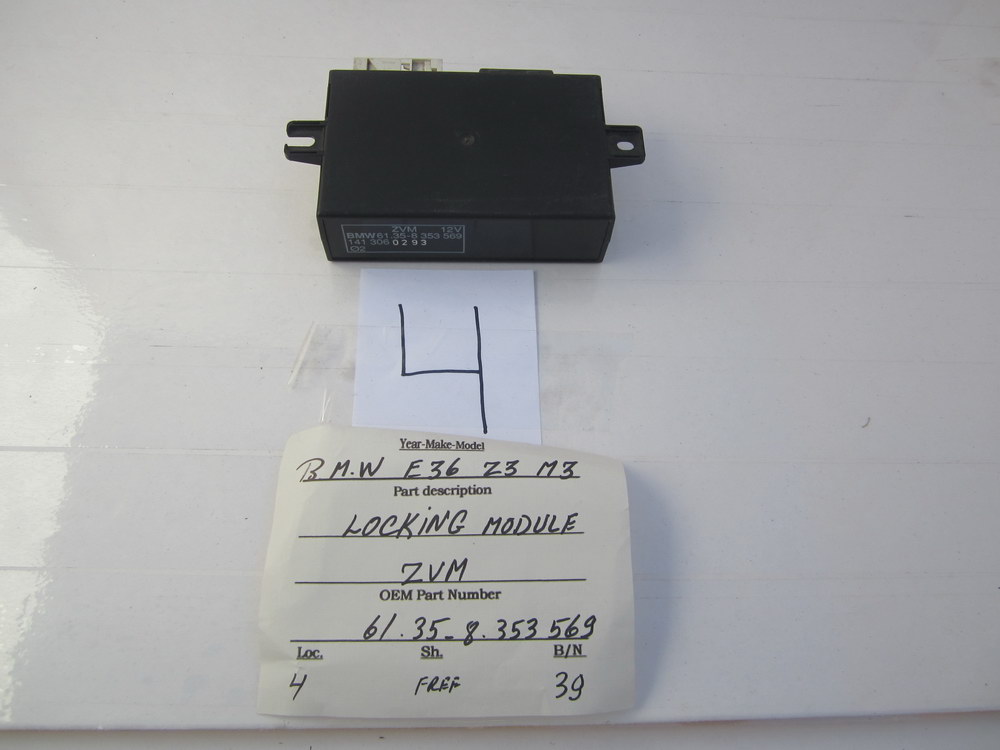 ZVM 12V
BMW 61.35-8 353 569
141 306 0293
02
4
Year-Make-Model
B M.W E36 Z3 M3
Part description
LOCKiNG MODULE
ZVM
OEM Part Number
61.35-8.353 569
Loc. Sh. B/N
4 FREE 39